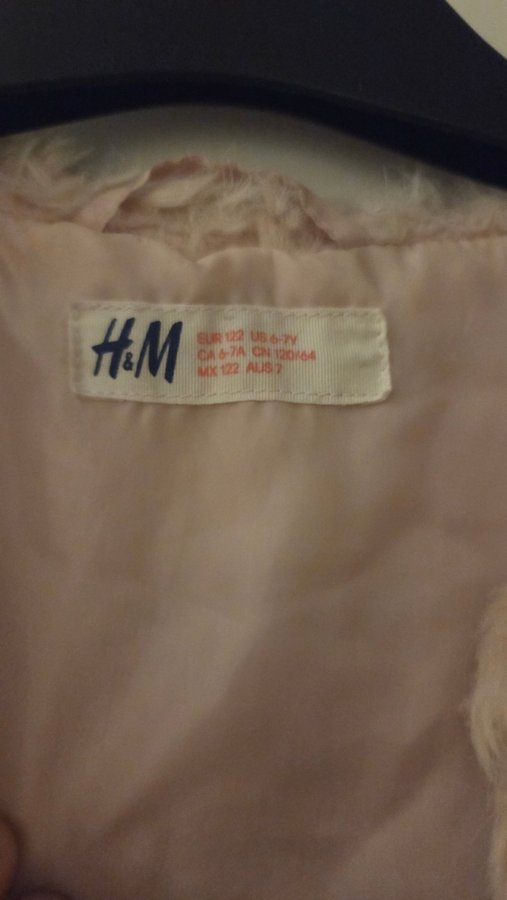 H&M
EUR 122 US 6-7Y
CA 6-7A CN 120/64
MX 122 AUS 7